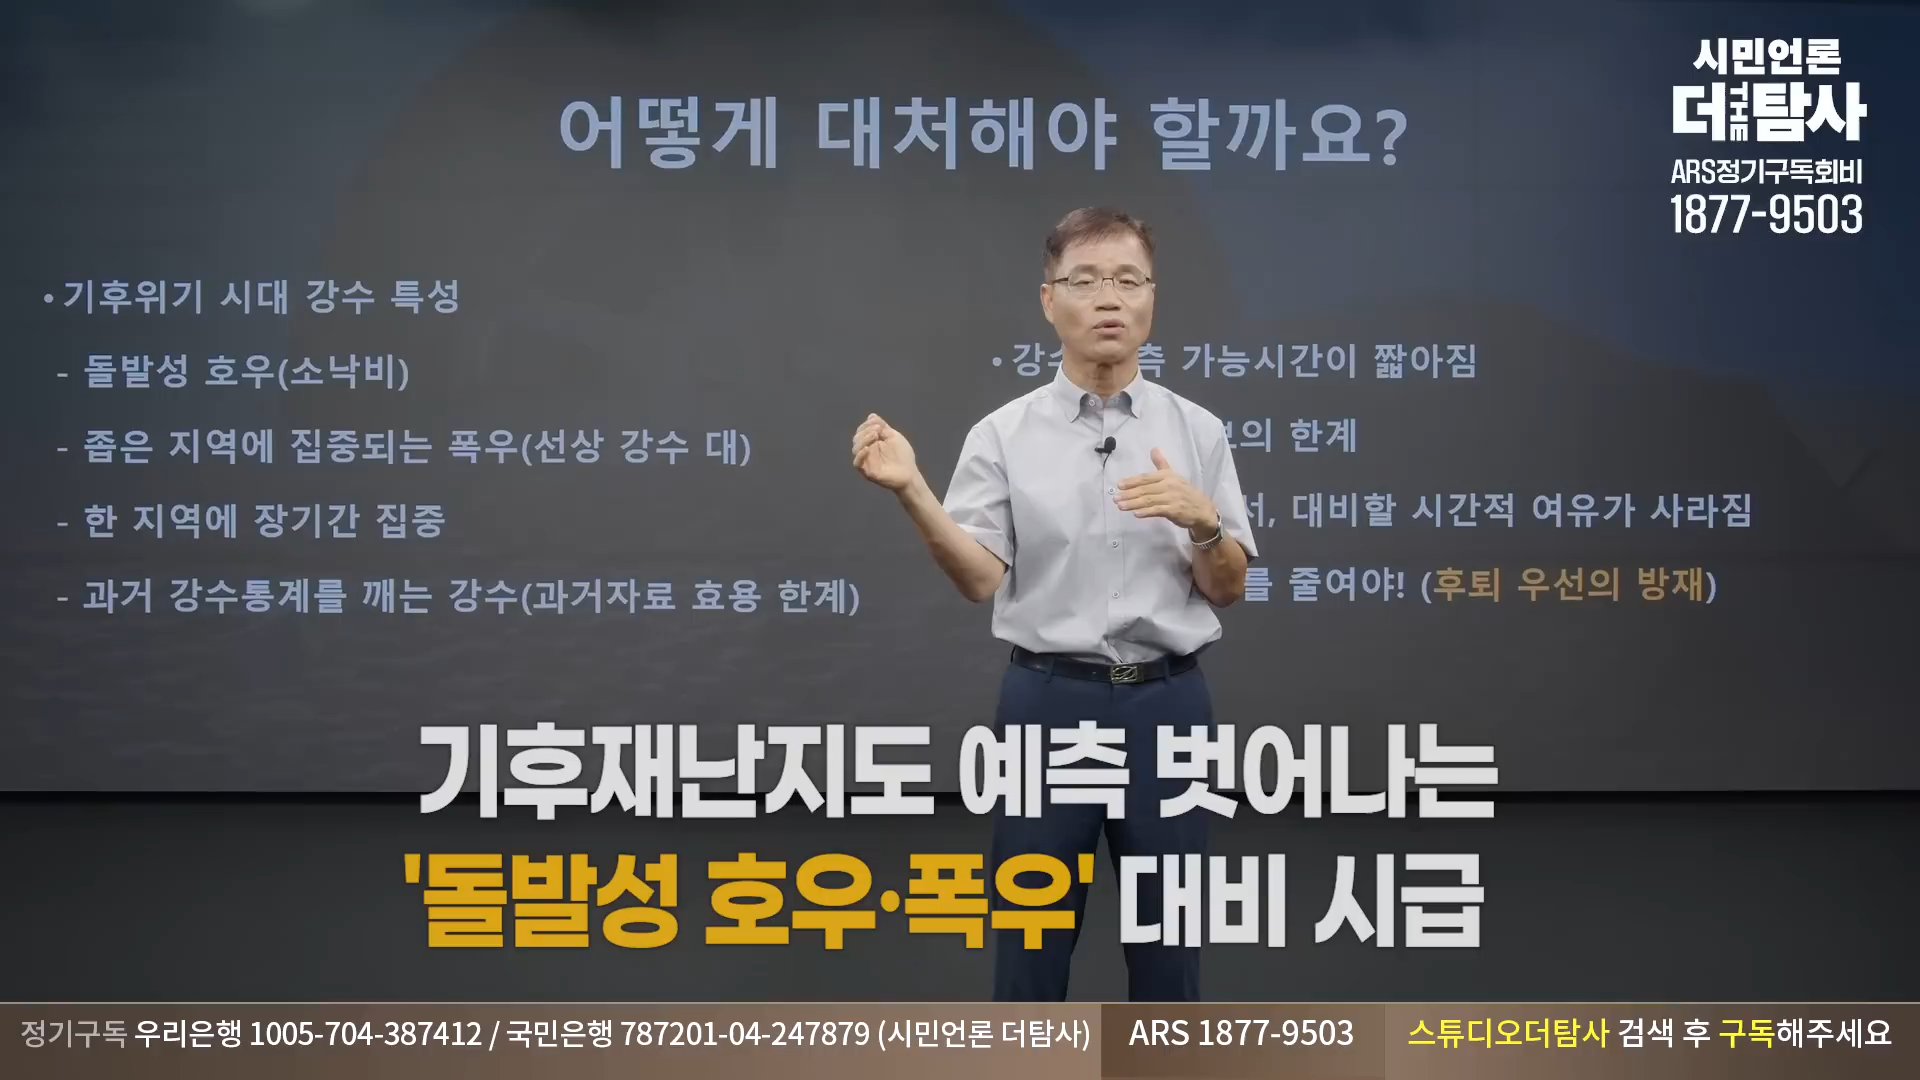 시민언론
더탐사
THE
ARS정기구독회비
1877-9503
어떻게 대처해야 할까요?
• 기후위기 시대 강수 특성
- 돌발성 호우(소낙비)
- 좁은 지역에 집중되는 폭우(선상 강수 대)
- 한 지역에 장기간 집중
- 과거 강수통계를 깨는 강수(과거자료 효용 한계)
• 가능시간이 짧아짐
한계
대비할 시간적 여유가 사라짐
줄여야! (후퇴 우선의 방재)
기후재난지도 예측 벗어나는
'돌발성 호우·폭우' 대비 시급
정기구독 우리은행 1005-704-387412 / 국민은행 787201-04-247879 (시민언론 더탐사)
ARS 1877-9503
스튜디오더탐사 검색 후 구독해주세요